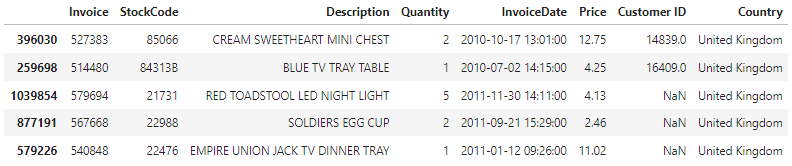 Invoice StockCode Description Quantity InvoiceDate Price Customer ID Country
396030 527383 85066 CREAM SWEETHEART MINI CHEST 2 2010-10-17 13:01:00 12.75 14839.0 United Kingdom
259698 514480 84313B BLUE TV TRAY TABLE 1 2010-07-02 14:15:00 4.25 16409.0 United Kingdom
1039854 579694 21731 RED TOADSTOOL LED NIGHT LIGHT 5 2011-11-30 14:11:00 4.13 NaN United Kingdom
877191 567668 22988 SOLDIERS EGG CUP 2 2011-09-21 15:29:00 2.46 NaN United Kingdom
579226 540848 22476 EMPIRE UNION JACK TV DINNER TRAY 1 2011-01-12 09:26:00 11.02 NaN United Kingdom